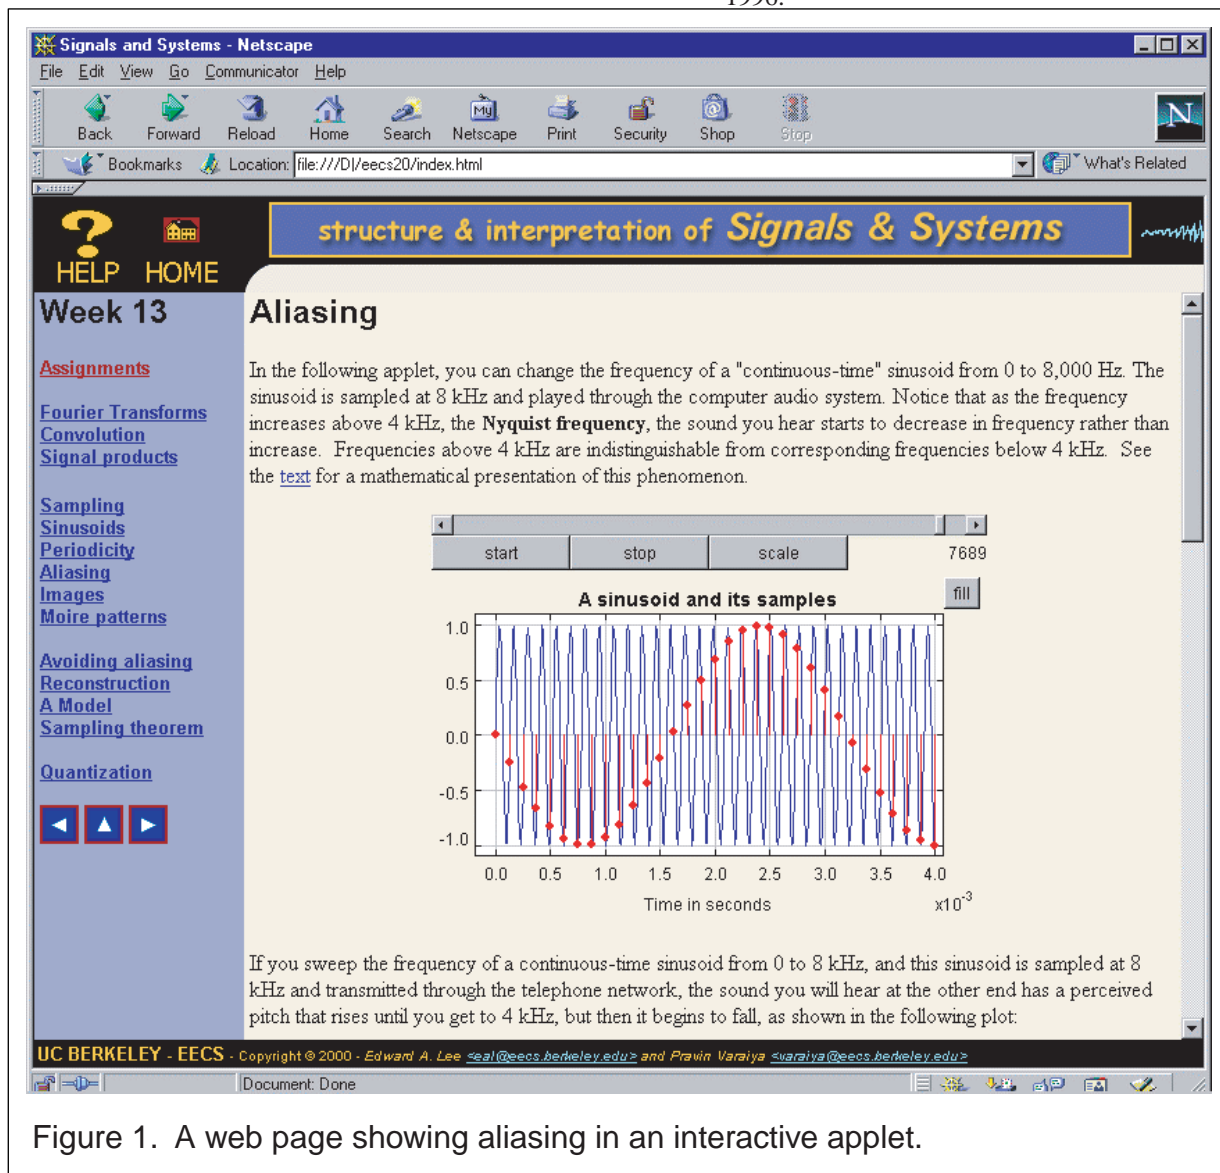 1996.
Signals and Systems - Netscape
File Edit View Go Communicator Help
Back Forward Reload Home Search Netscape Print Security Shop Stop
My
N
Bookmarks Location: file:///D|/eecs20/index.html What's Related
HELP HOME
structure & interpretation of Signals & Systems
Week 13
Assignments
Fourier Transforms
Convolution
Signal products
Sampling
Sinusoids
Periodicity
Aliasing
Images
Moire patterns
Avoiding aliasing
Reconstruction
A Model
Sampling theorem
Quantization
Aliasing
In the following applet, you can change the frequency of a "continuous-time" sinusoid from 0 to 8,000 Hz. The
sinusoid is sampled at 8 kHz and played through the computer audio system. Notice that as the frequency
increases above 4 kHz, the Nyquist frequency, the sound you hear starts to decrease in frequency rather than
increase. Frequencies above 4 kHz are indistinguishable from corresponding frequencies below 4 kHz. See
the text for a mathematical presentation of this phenomenon.
start stop scale 7689
fill
A sinusoid and its samples
1.0
0.5
0.0
-0.5
-1.0
0.0 0.5 1.0 1.5 2.0 2.5 3.0 3.5 4.0
Time in seconds x10-3
If you sweep the frequency of a continuous-time sinusoid from 0 to 8 kHz, and this sinusoid is sampled at 8
kHz and transmitted through the telephone network, the sound you will hear at the other end has a perceived
pitch that rises until you get to 4 kHz, but then it begins to fall, as shown in the following plot:
UC BERKELEY - EECS - Copyright © 2000 - Edward A. Lee <eal@eecs.berkeley.edu> and Pravin Varaiya <varaiya@eecs.berkeley.edu>
Document: Done
Figure 1. A web page showing aliasing in an interactive applet.